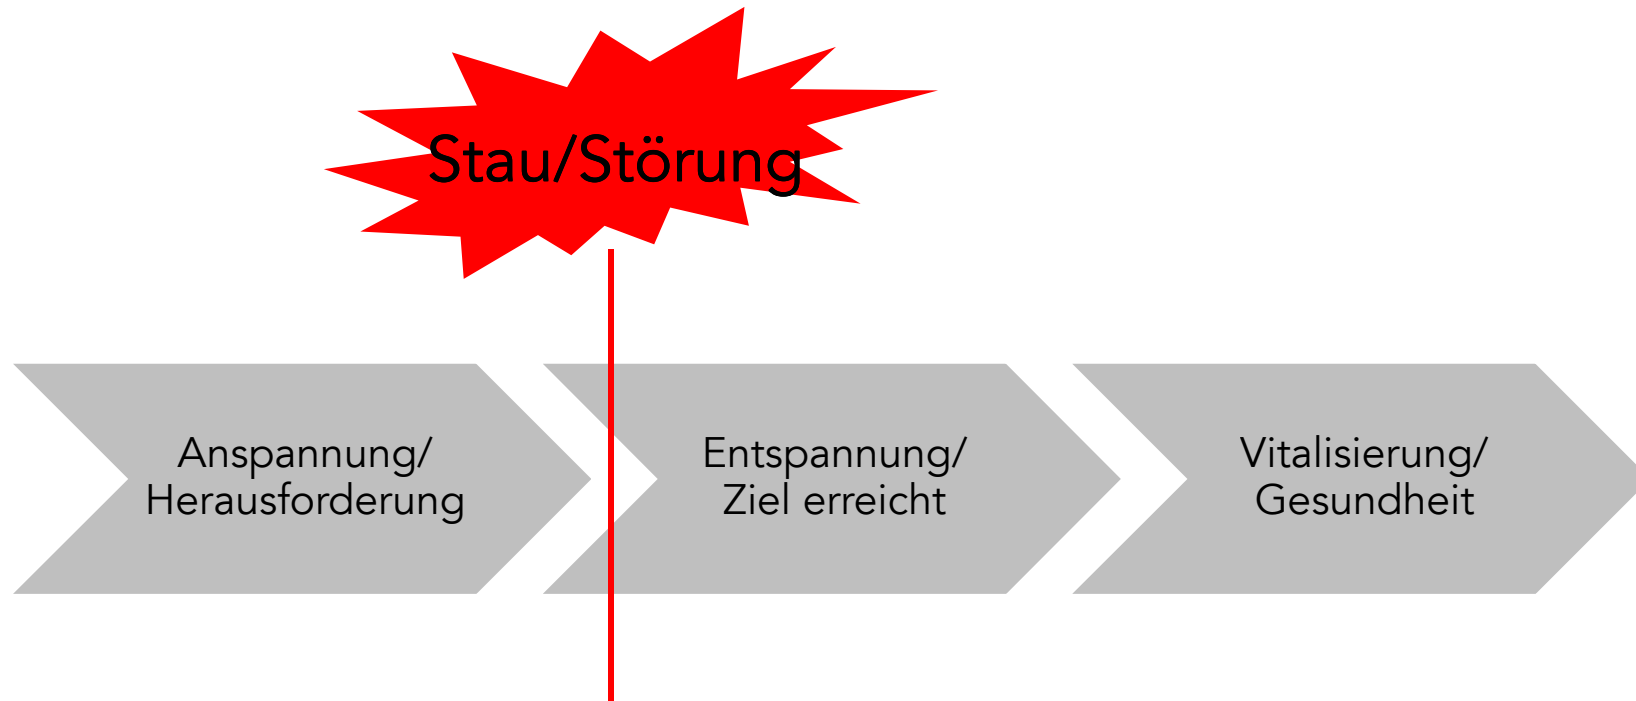 Stau/Störung
Anspannung/
Herausforderung
Entspannung/
Ziel erreicht
Vitalisierung/
Gesundheit